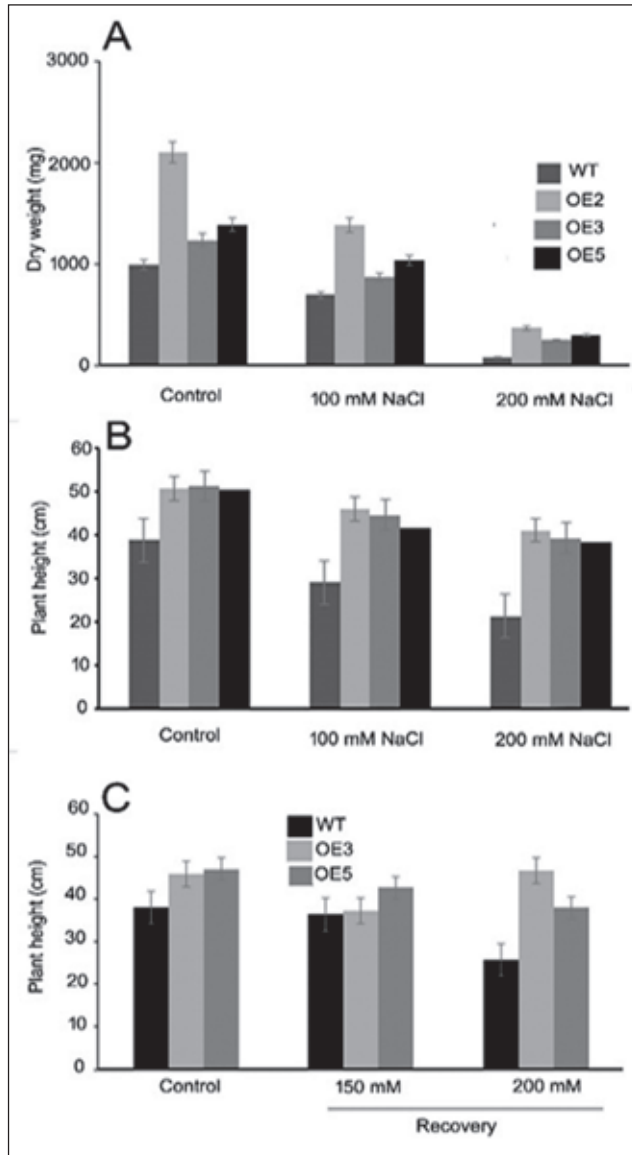 A
3000
2000
1000
0
Dry weight (mg)
WT
OE2
OE3
OE5
Control
100 mM NaCl
200 mM NaCl
B
60
50
40
30
20
10
0
Plant height (cm)
Control
100 mM NaCl
200 mM NaCl
C
60
50
40
30
20
10
0
Plant height (cm)
WT
OE3
OE5
Control
150 mM
200 mM
Recovery